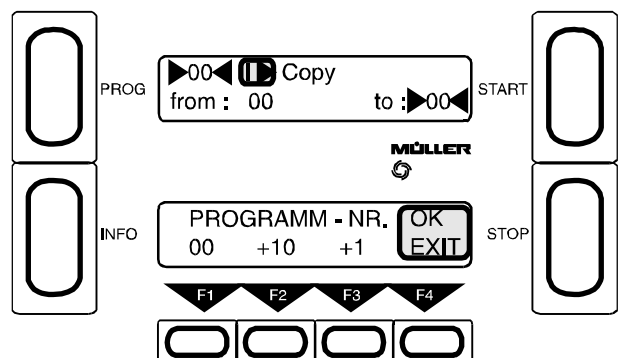 ▶00◀ Copy
PROG
START
from : 00 to :▶00◀
MÜLLER
PROGRAMM - NR. OK
INFO
STOP
00 +10 +1 EXIT
F1 F2 F3 F4